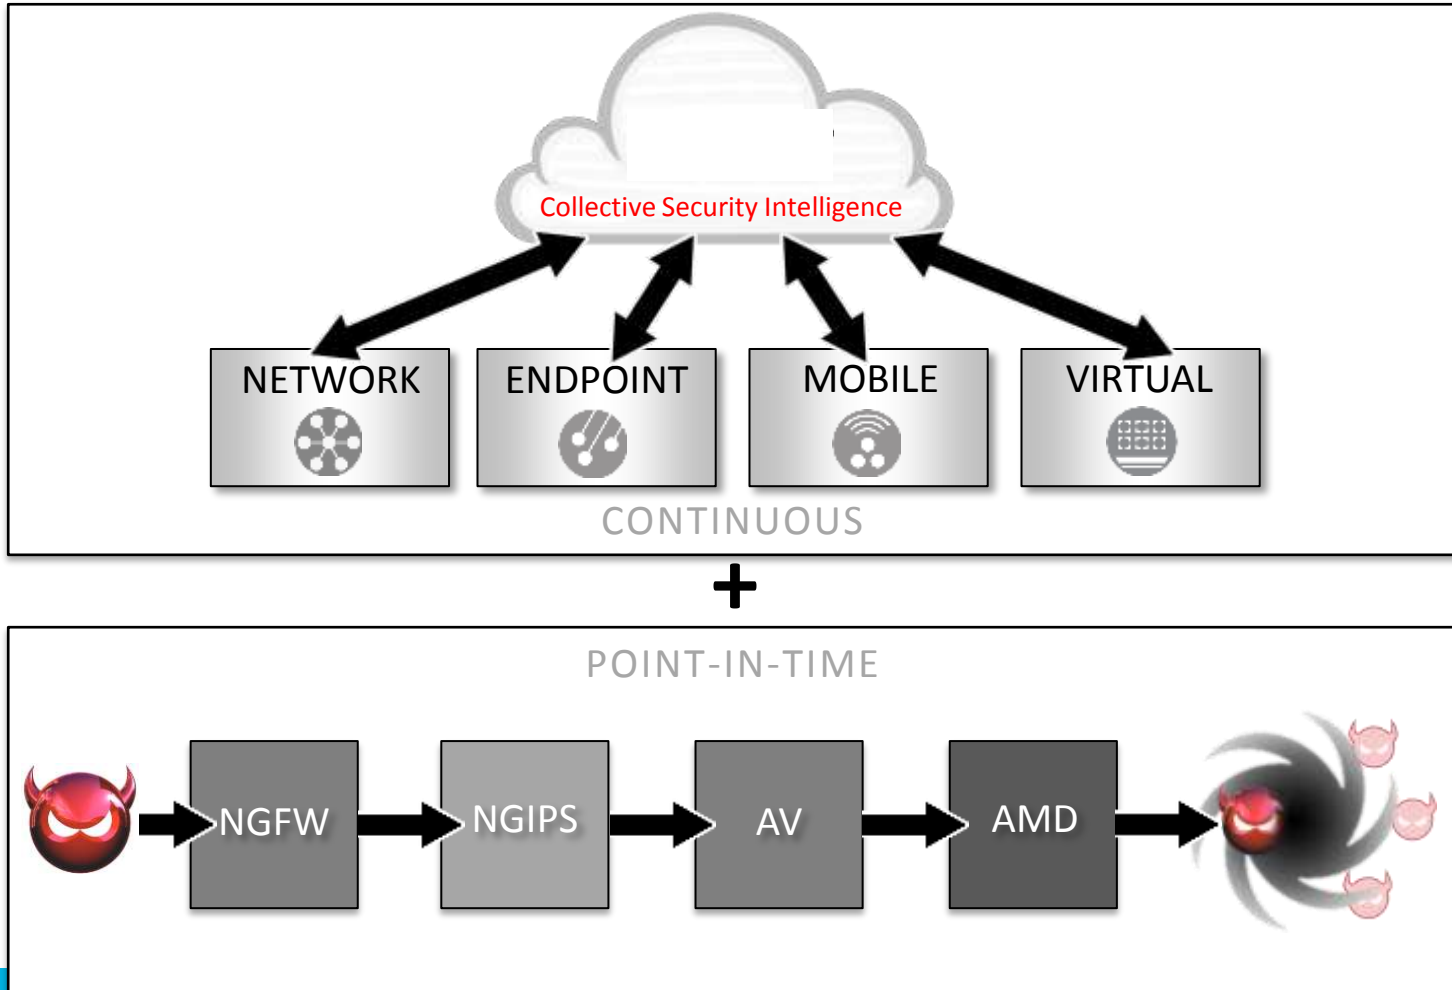 Collective Security Intelligence
NETWORK
ENDPOINT
MOBILE
VIRTUAL
CONTINUOUS
+
POINT-IN-TIME
NGFW
NGIPS
AV
AMD